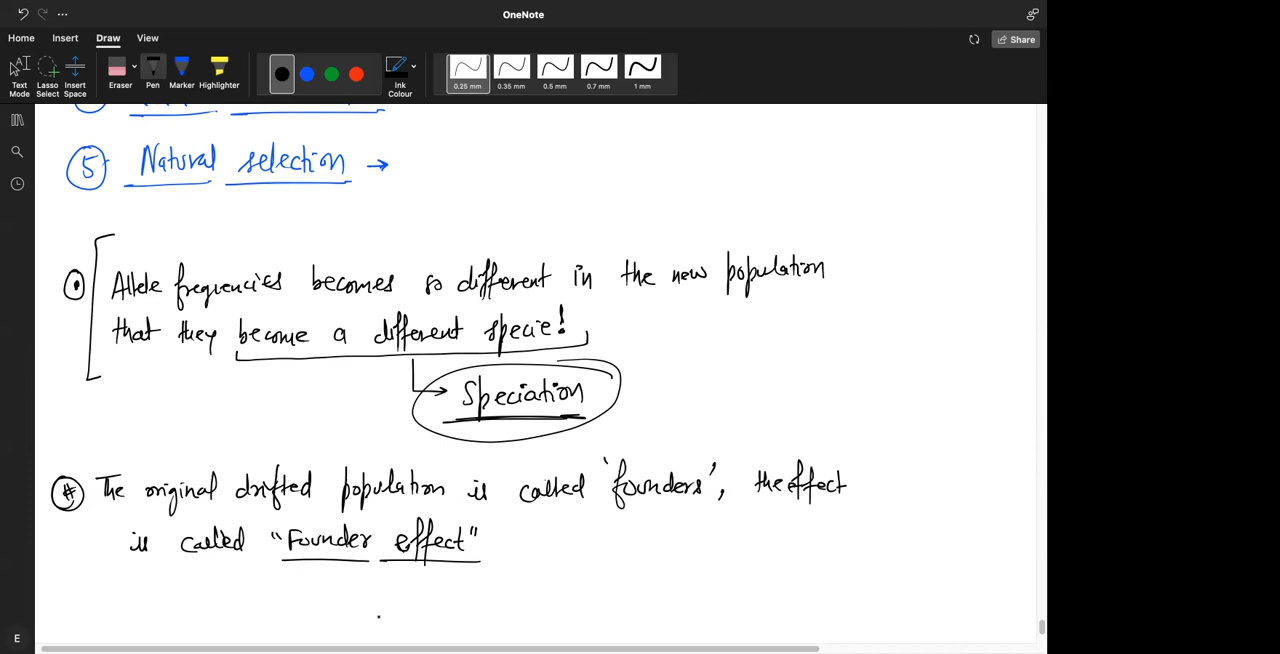 OneNote
Home Insert Draw View
Share
Text Mode
Lasso Select
Insert Space
Eraser
Pen
Marker
Highlighter
Ink Colour
0.25 mm
0.35 mm
0.5 mm
0.7 mm
1 mm
5 Natural selection →
Allele frequencies becomes so different in the new population
that they become a different specie!
Speciation
# The original drifted population is called 'founders', the effect
is called "Founder effect"
E